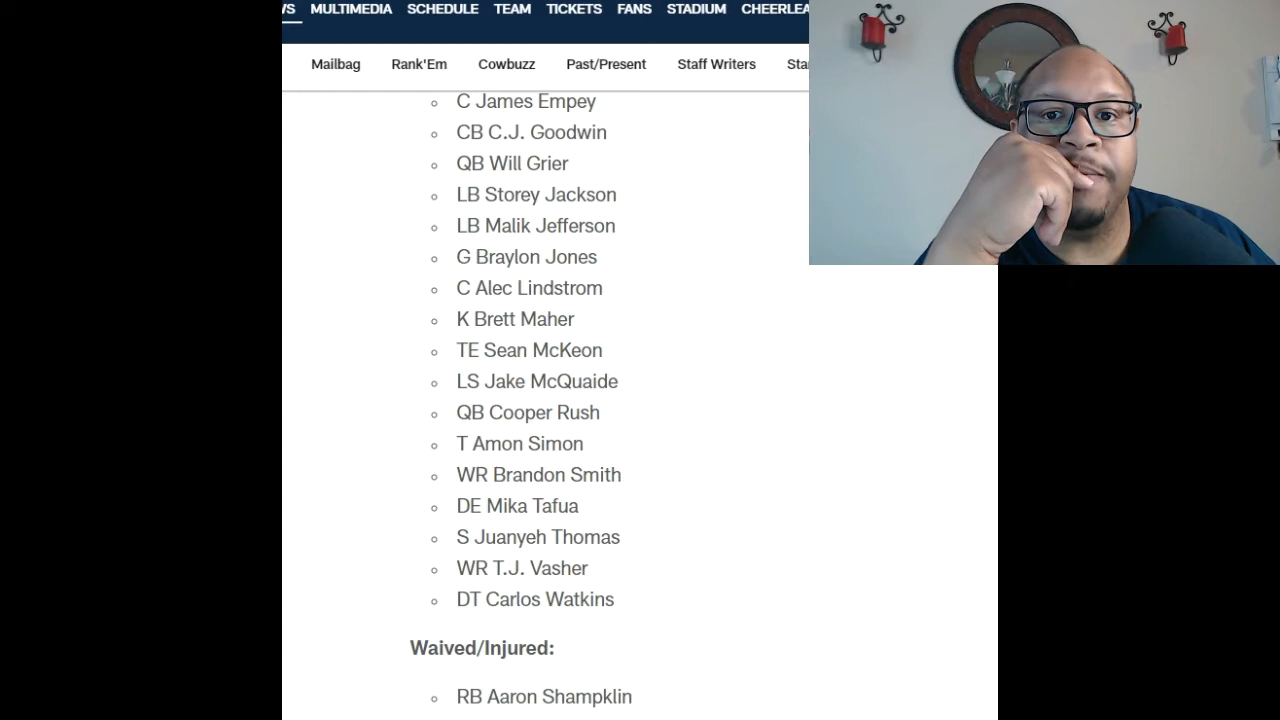 VS MULTIMEDIA SCHEDULE TEAM TICKETS FANS STADIUM CHEERLEA
Mailbag Rank'Em Cowbuzz Past/Present Staff Writers Sta
C James Empey
CB C.J. Goodwin
QB Will Grier
LB Storey Jackson
LB Malik Jefferson
G Braylon Jones
C Alec Lindstrom
K Brett Maher
TE Sean McKeon
LS Jake McQuaide
QB Cooper Rush
T Amon Simon
WR Brandon Smith
DE Mika Tafua
S Juanyeh Thomas
WR T.J. Vasher
DT Carlos Watkins
Waived/Injured:
RB Aaron Shampklin